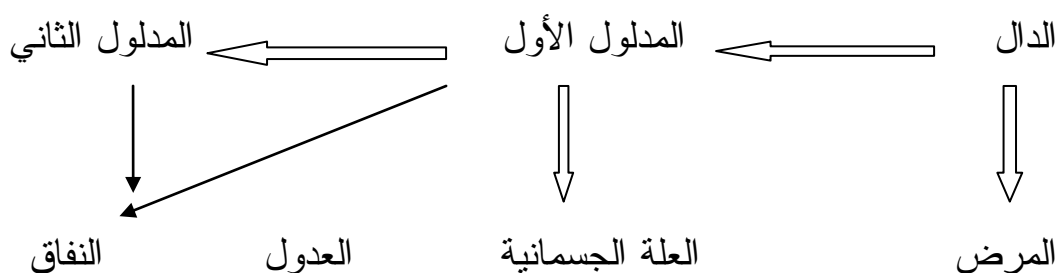 الدال المدلول الأول المدلول الثاني
المرض العلة الجسمانية العدول النفاق